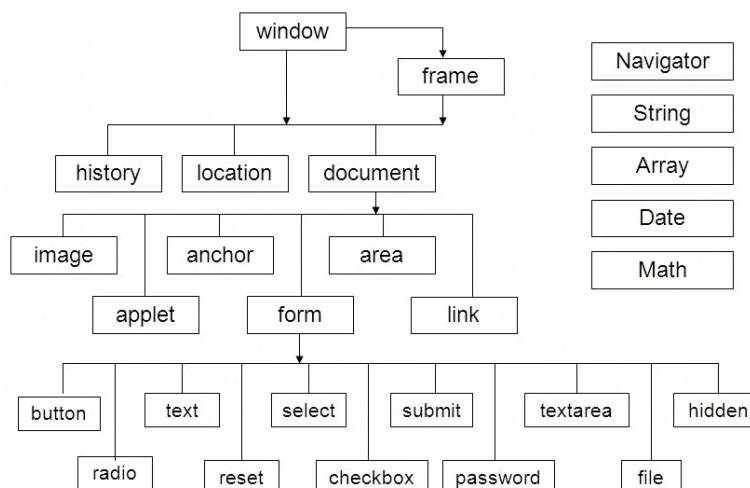 window
frame
Navigator
String
Array
Date
Math
history
location
document
image
anchor
area
applet
form
link
button
text
select
submit
textarea
hidden
radio
reset
checkbox
password
file